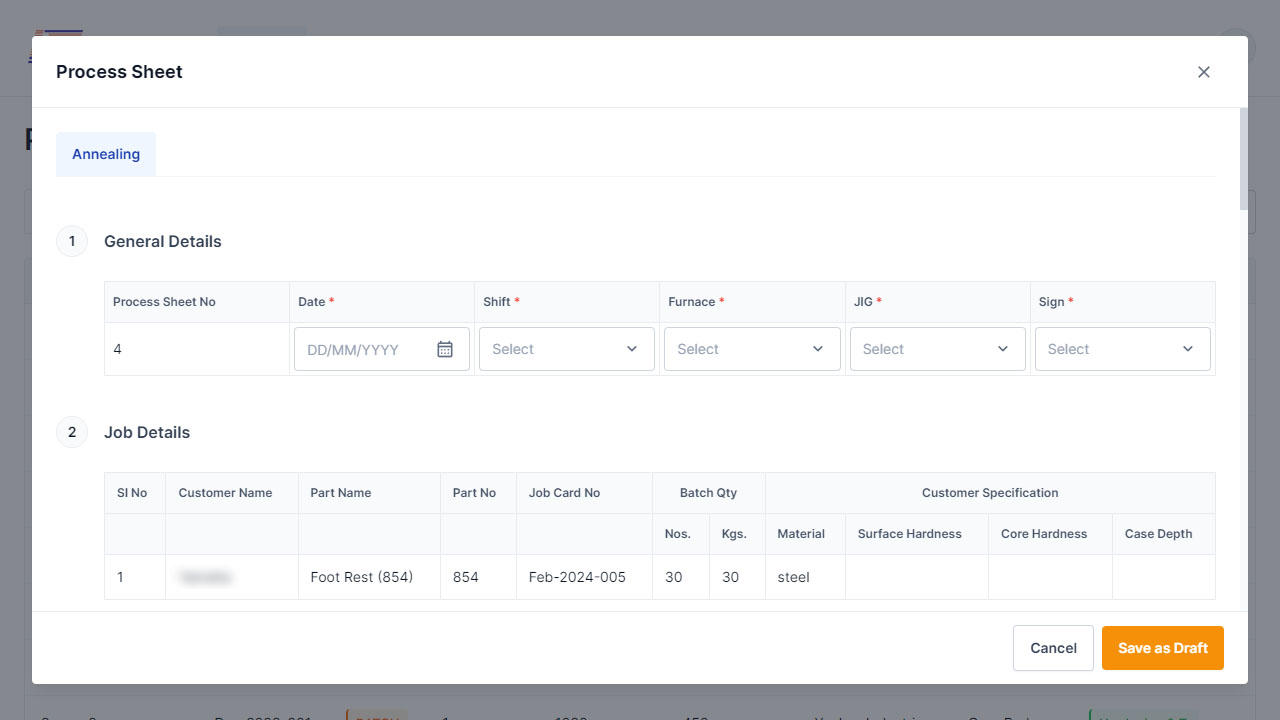 Process Sheet
Annealing
1 General Details
Process Sheet No Date * Shift * Furnace * JIG * Sign *
4 DD/MM/YYYY Select Select Select Select
2 Job Details
Sl No Customer Name Part Name Part No Job Card No Batch Qty Customer Specification
Nos. Kgs. Material Surface Hardness Core Hardness Case Depth
1 Foot Rest (854) 854 Feb-2024-005 30 30 steel
Cancel Save as Draft